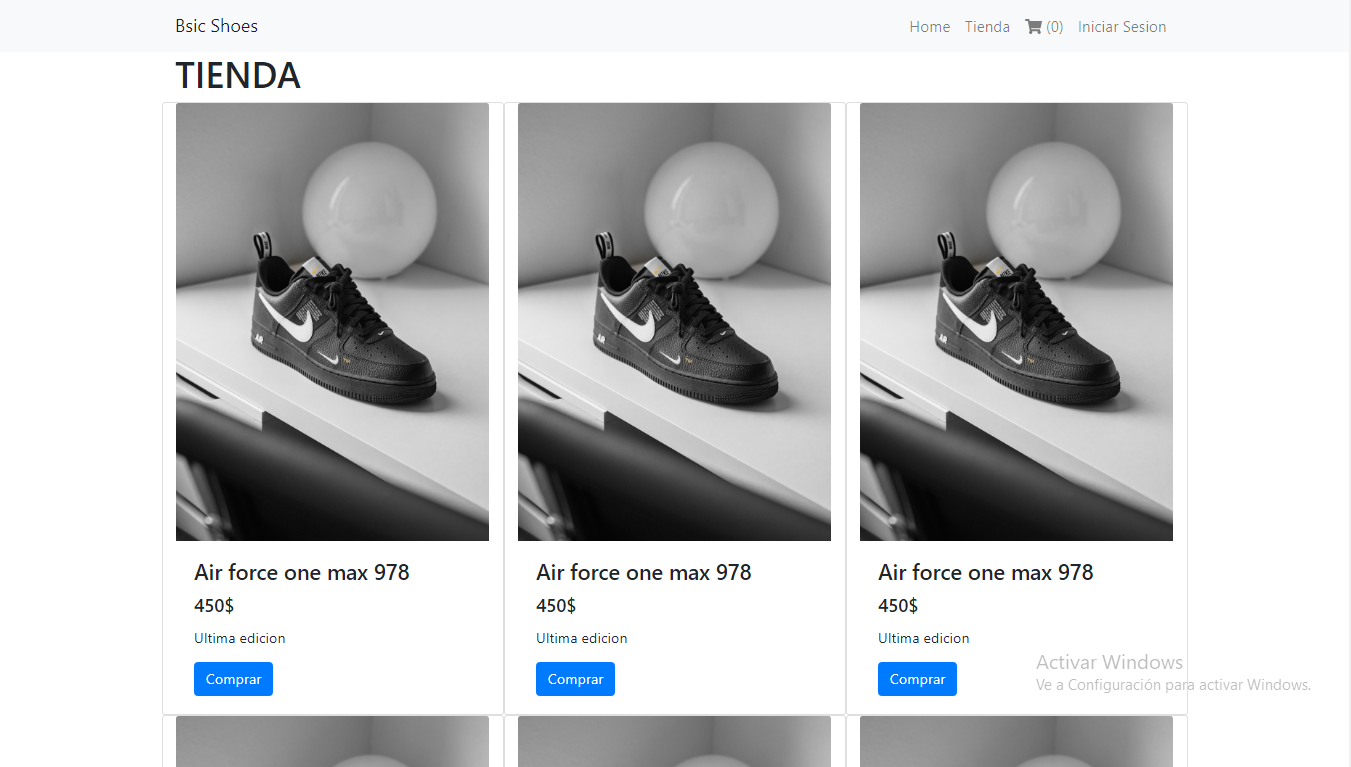 Bsic Shoes
Home Tienda (0) Iniciar Sesion
TIENDA
Air force one max 978
450$
Ultima edicion
Comprar
Air force one max 978
450$
Ultima edicion
Comprar
Air force one max 978
450$
Ultima edicion
Comprar
Activar Windows
Ve a Configuración para activar Windows.